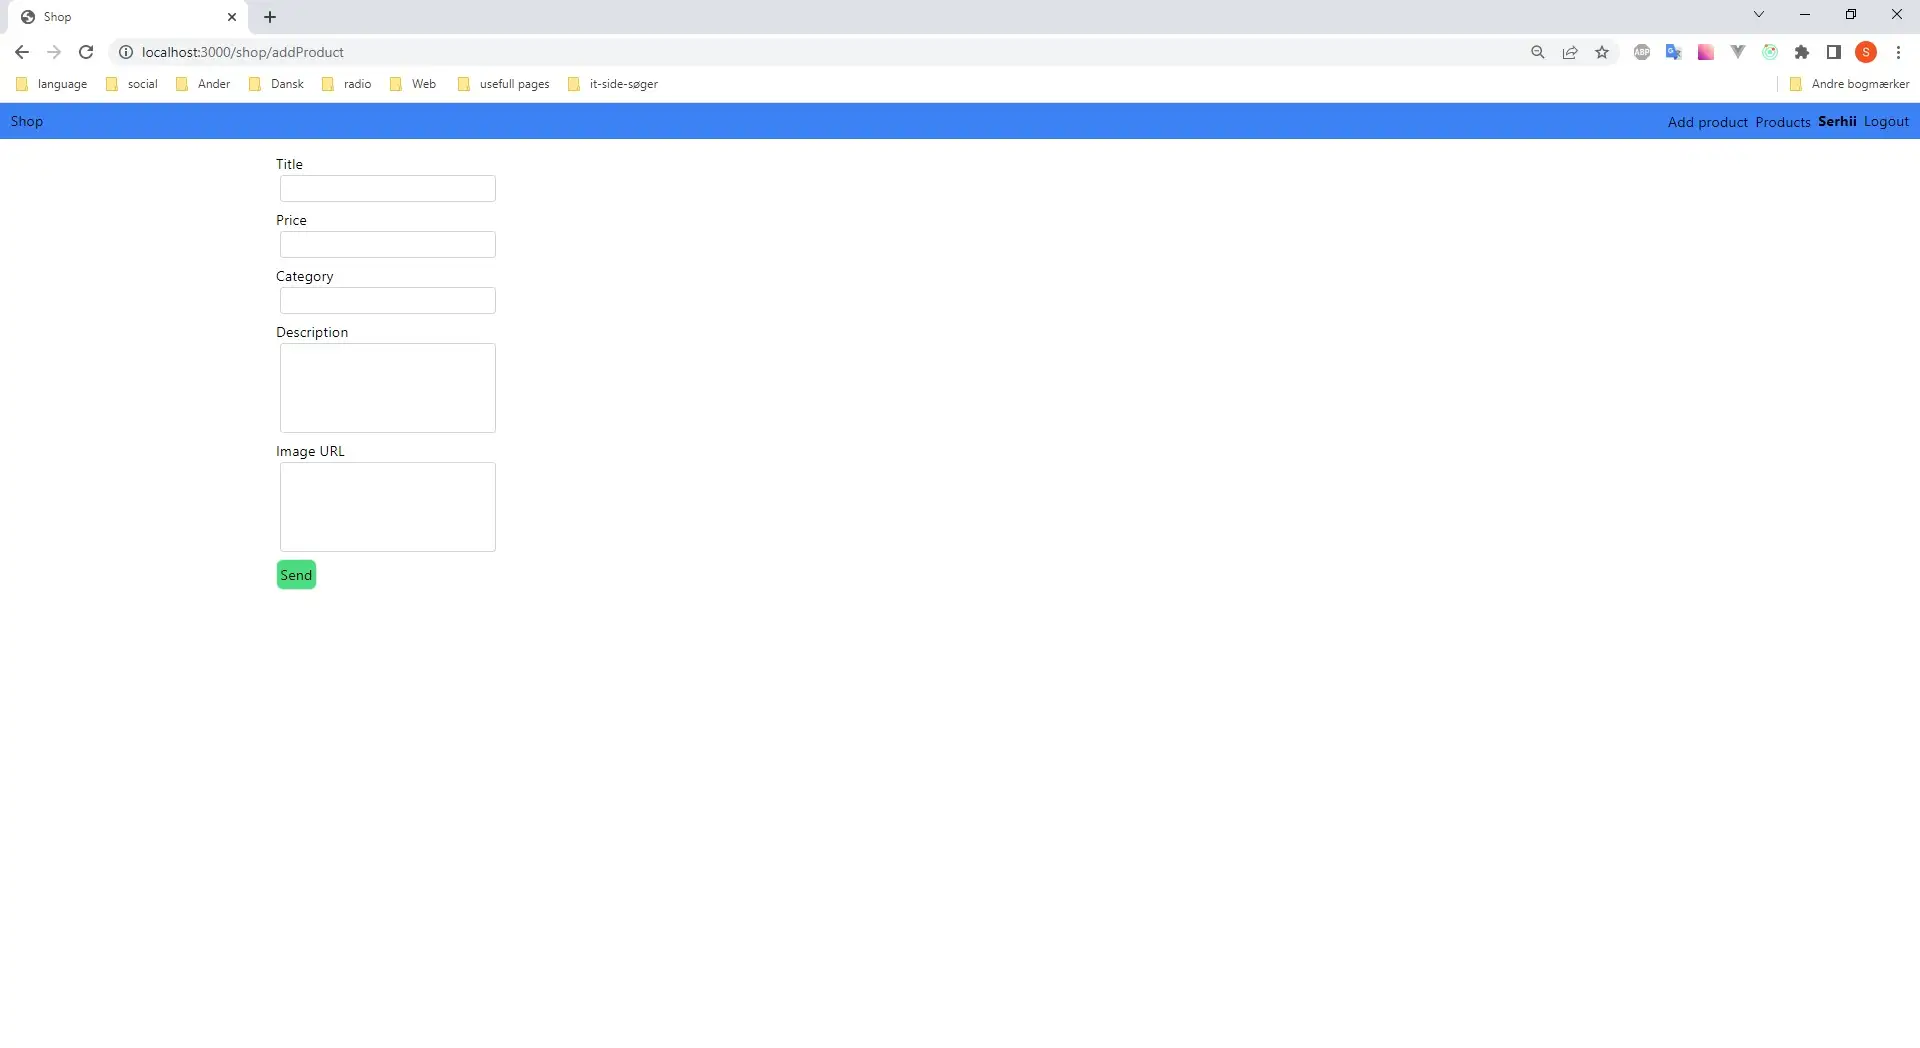 Shop
localhost:3000/shop/addProduct
ABP
S
language social Ander Dansk radio Web usefull pages it-side-søger Andre bogmærker
Shop Add product Products Serhii Logout
Title
Price
Category
Description
Image URL
Send